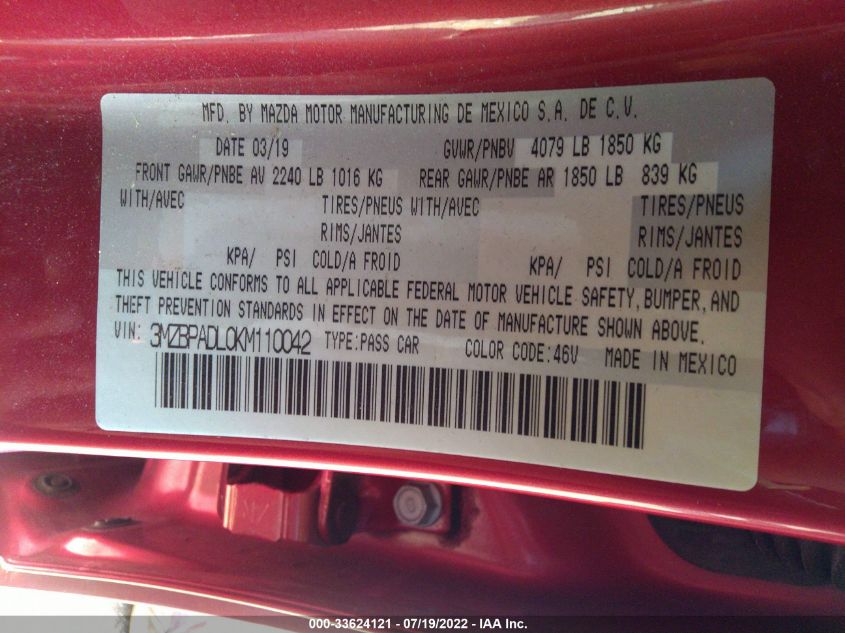 MFD. BY MAZDA MOTOR MANUFACTURING DE MEXICO S.A. DE C.V.
DATE 03/19 GVWR/PNBV 4079 LB 1850 KG
FRONT GAWR/PNBE AV 2240 LB 1016 KG REAR GAWR/PNBE AR 1850 LB 839 KG
WITH/AVEC TIRES/PNEUS WITH/AVEC TIRES/PNEUS
RIMS/JANTES RIMS/JANTES
KPA/ PSI COLD/A FROID KPA/ PSI COLD/A FROID
THIS VEHICLE CONFORMS TO ALL APPLICABLE FEDERAL MOTOR VEHICLE SAFETY, BUMPER, AND
THEFT PREVENTION STANDARDS IN EFFECT ON THE DATE OF MANUFACTURE SHOWN ABOVE.
VIN: 3MZBPADL0KM110042 TYPE:PASS CAR COLOR CODE:46V MADE IN MEXICO
000-33624121 - 07/19/2022 - IAA Inc.